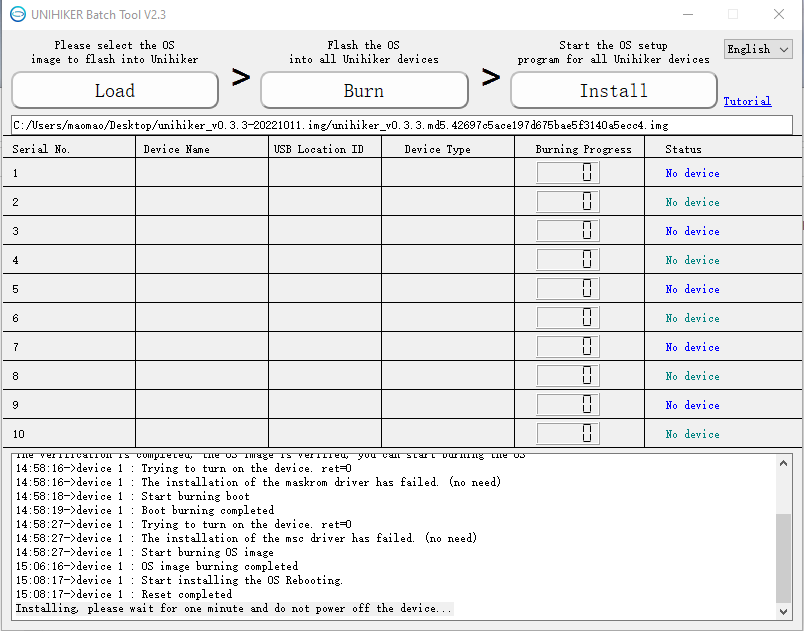 UNIHIKER Batch Tool V2.3
Please select the OS
image to flash into Unihiker
Flash the OS
into all Unihiker devices
Start the OS setup
program for all Unihiker devices
English
Load
>
Burn
>
Install
Tutorial
C:/Users/maomao/Desktop/unihiker_v0.3.3-20221011.img/unihiker_v0.3.3.md5.42697c5ace197d675bae5f3140a5ecc4.img
Serial No. Device Name USB Location ID Device Type Burning Progress Status
1 0 No device
2 0 No device
3 0 No device
4 0 No device
5 0 No device
6 0 No device
7 0 No device
8 0 No device
9 0 No device
10 0 No device
The verification is completed, the OS image is verified, you can start burning the OS
14:58:16->device 1 : Trying to turn on the device. ret=0
14:58:16->device 1 : The installation of the maskrom driver has failed. (no need)
14:58:18->device 1 : Start burning boot
14:58:19->device 1 : Boot burning completed
14:58:27->device 1 : Trying to turn on the device. ret=0
14:58:27->device 1 : The installation of the msc driver has failed. (no need)
14:58:27->device 1 : Start burning OS image
15:06:16->device 1 : OS image burning completed
15:08:17->device 1 : Start installing the OS Rebooting.
15:08:17->device 1 : Reset completed
Installing, please wait for one minute and do not power off the device...